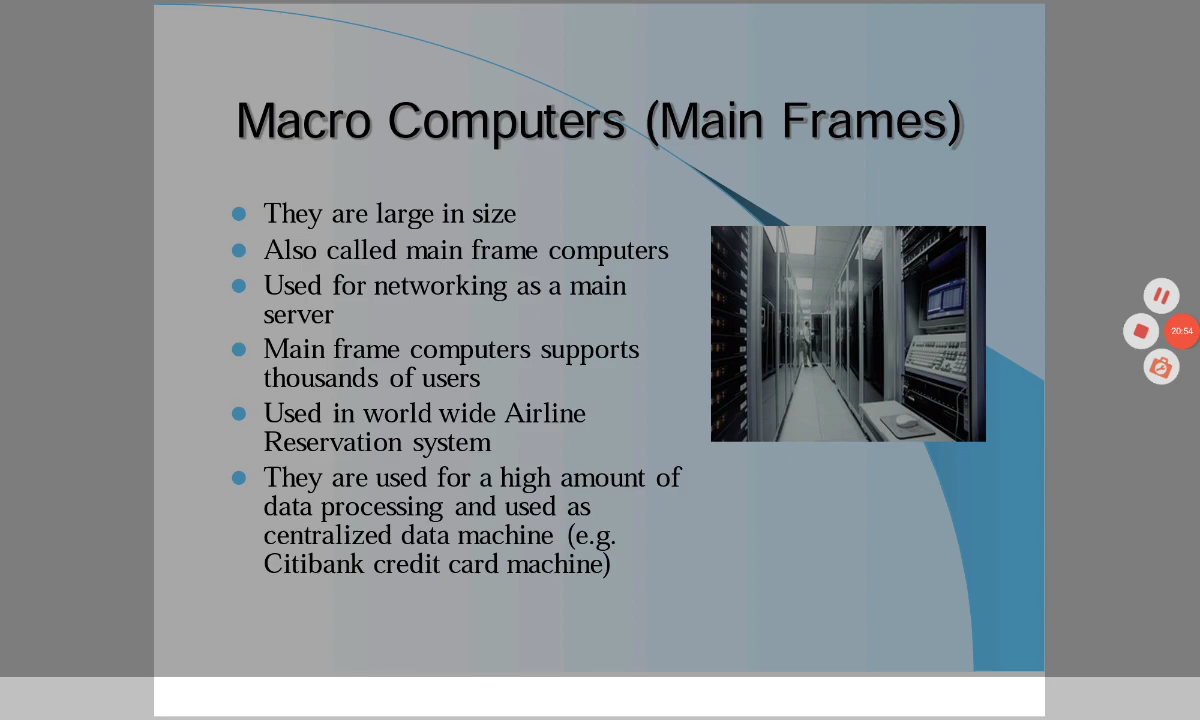 Macro Computers (Main Frames)
They are large in size
Also called main frame computers
Used for networking as a main
server
Main frame computers supports
thousands of users
Used in world wide Airline
Reservation system
They are used for a high amount of
data processing and used as
centralized data machine (e.g.
Citibank credit card machine)
20:54